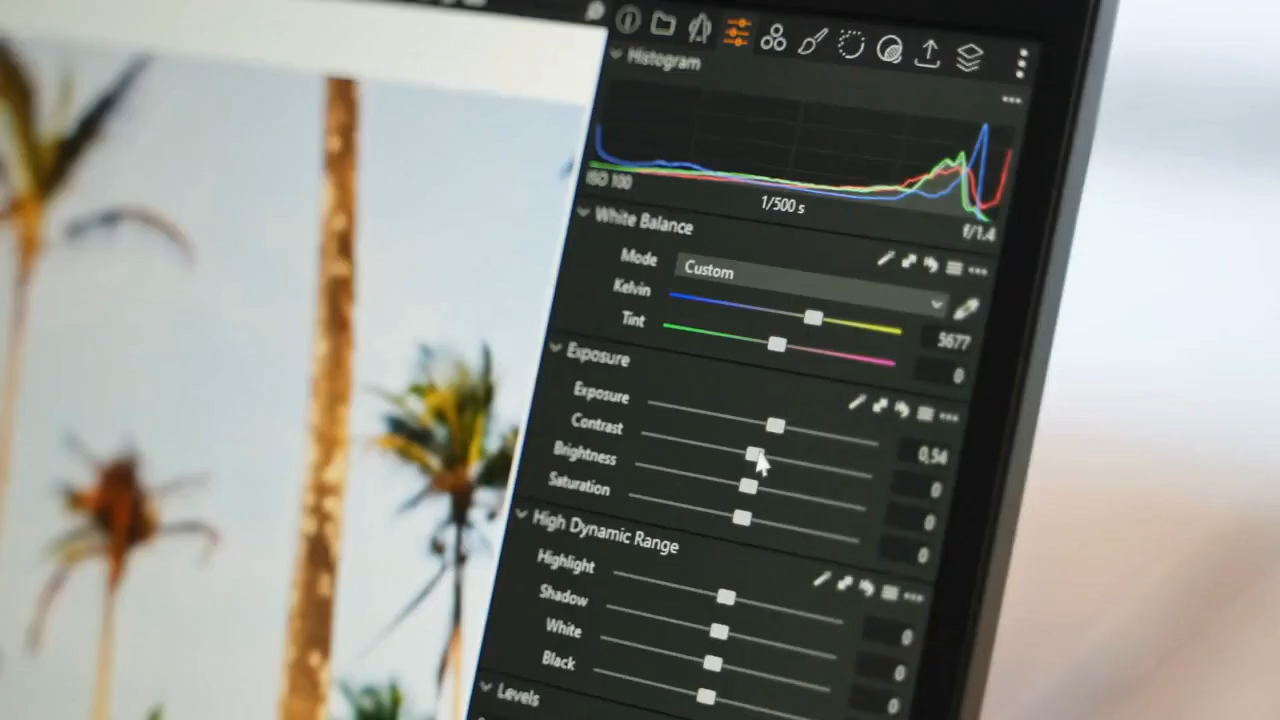 Histogram
ISO 100
1/500 s
f/1.4
White Balance
Mode
Custom
Kelvin
5677
Tint
0
Exposure
Exposure
0,54
Contrast
0
Brightness
0
Saturation
0
High Dynamic Range
Highlight
0
Shadow
0
White
0
Black
Levels